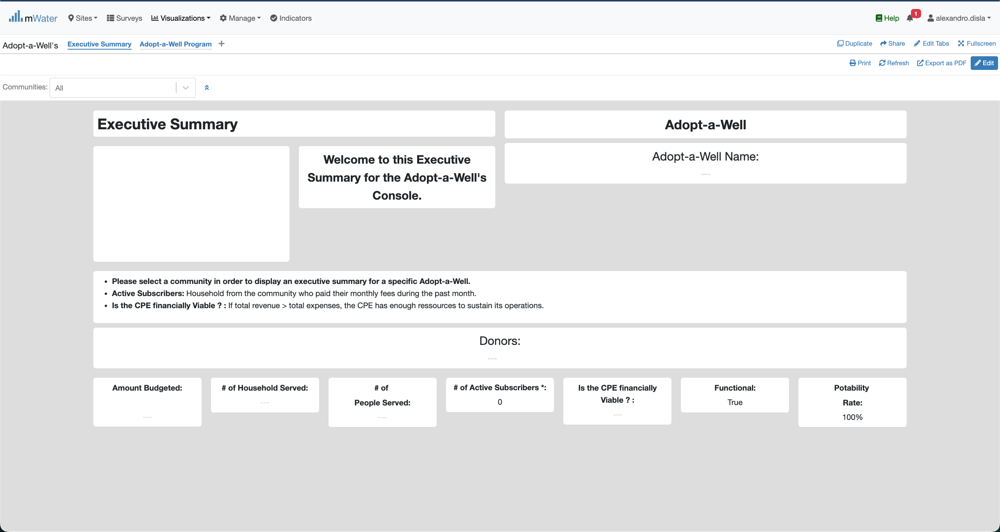 mWater Sites Surveys Visualizations Manage Indicators Help 1 alexandro.disla
Adopt-a-Well's Executive Summary Adopt-a-Well Program + Duplicate Share Edit Tabs Fullscreen
Print Refresh Export as PDF Edit
Communities: All
Executive Summary
Adopt-a-Well
Welcome to this Executive
Summary for the Adopt-a-Well's
Console.
Adopt-a-Well Name:
---
• Please select a community in order to display an executive summary for a specific Adopt-a-Well.
• Active Subscribers: Household from the community who paid their monthly fees during the past month.
• Is the CPE financially Viable ? : If total revenue > total expenses, the CPE has enough ressources to sustain its operations.
Donors:
---
Amount Budgeted:
---
# of Household Served:
---
# of
People Served:
---
# of Active Subscribers *:
0
Is the CPE financially
Viable ? :
---
Functional:
True
Potability
Rate:
100%